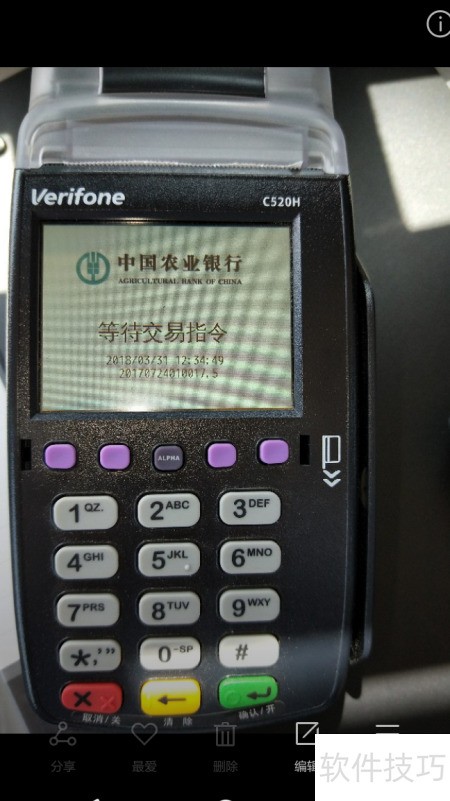 Verifone
C520H
中国农业银行
AGRICULTURAL BANK OF CHINA
等待交易指令
2018/03/31 12:34:49
20170724010017.5
ALPHA
1 QZ. 2 ABC 3 DEF
4 GHI 5 JKL 6 MNO
7 PRS 8 TUV 9 WXY
*,'" 0 -SP #
取消/关 清除 确认/开
分享 最爱 删除 编辑
软件技巧